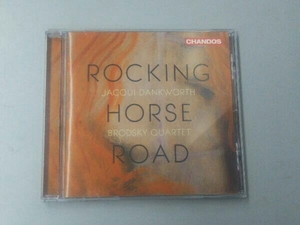 CHANDOS
ROCKING
JACQUI DANKWORTH
HORSE
BRODSKY QUARTET
ROAD